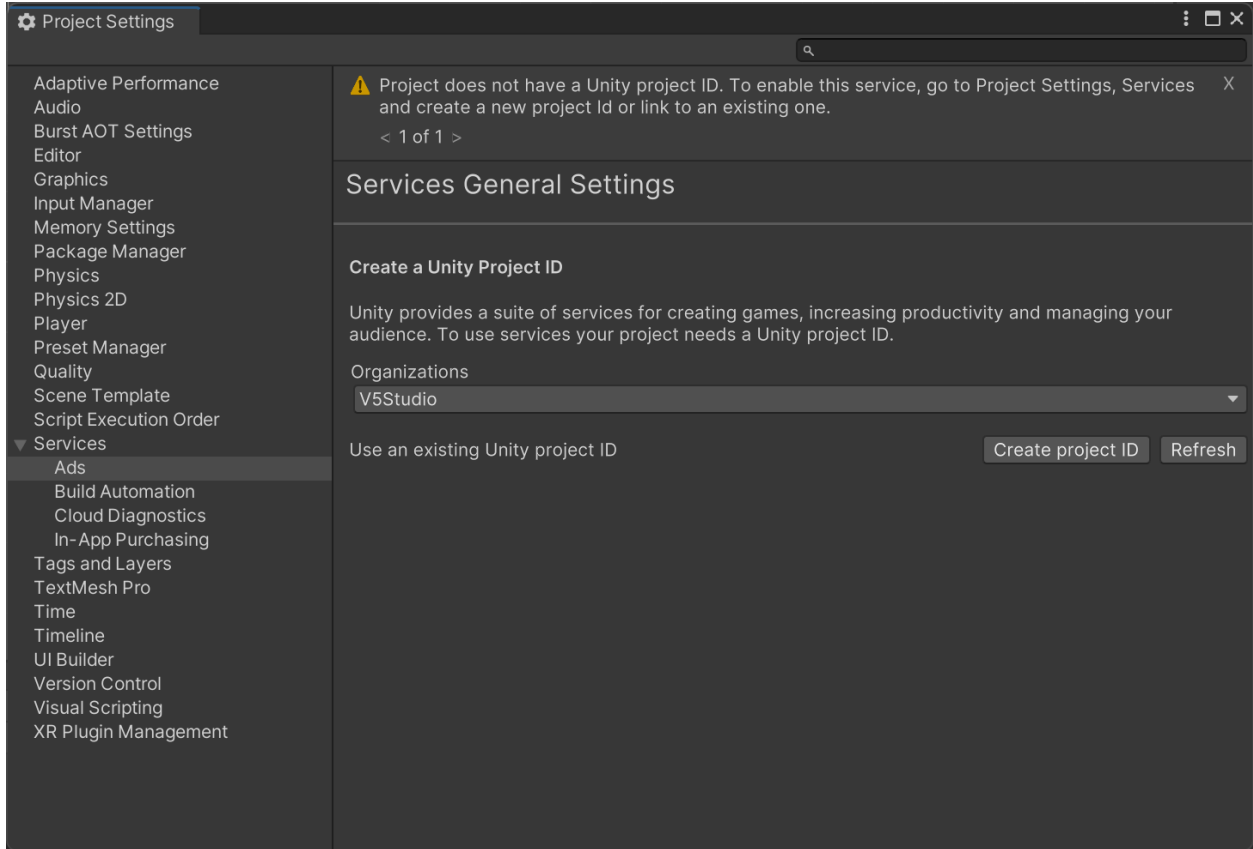 Project Settings
Adaptive Performance
Audio
Burst AOT Settings
Editor
Graphics
Input Manager
Memory Settings
Package Manager
Physics
Physics 2D
Player
Preset Manager
Quality
Scene Template
Script Execution Order
Services
Ads
Build Automation
Cloud Diagnostics
In-App Purchasing
Tags and Layers
TextMesh Pro
Time
Timeline
UI Builder
Version Control
Visual Scripting
XR Plugin Management
Project does not have a Unity project ID. To enable this service, go to Project Settings, Services X
and create a new project Id or link to an existing one.
< 1 of 1 >
Services General Settings
Create a Unity Project ID
Unity provides a suite of services for creating games, increasing productivity and managing your
audience. To use services your project needs a Unity project ID.
Organizations
V5Studio
Use an existing Unity project ID Create project ID Refresh